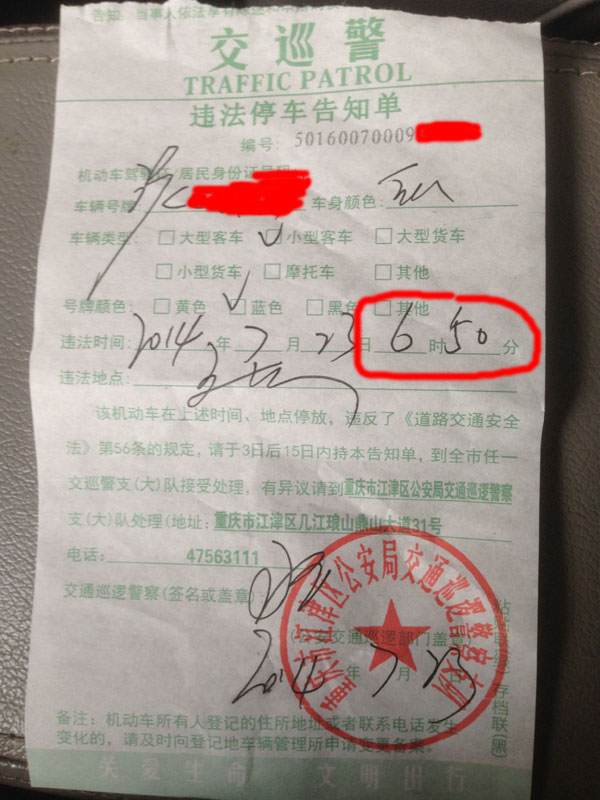 告知:当事人依法享有陈述和申辩
交巡警
TRAFFIC PATROL
违法停车告知单
编号: 50160070009
机动车驾驶证/居民身份证号码
车辆号牌 车身颜色:
车辆类型: □大型客车 ☑小型客车 □大型货车
□小型货车 □摩托车 □其他
号牌颜色: □黄色 ☑蓝色 □黑色 □其他
违法时间: 2014 年 7 月 23 日 6 时 50 分
违法地点:
该机动车在上述时间、地点停放,违反了《道路交通安全
法》第56条的规定,请于3日后15日内持本告知单,到全市任一
交巡警支(大)队接受处理,有异议请到重庆市江津区公安局交通巡逻警察
支(大)队处理(地址: 重庆市江津区几江琅山鼎山大道31号
电话: 47563111
交通巡逻警察(签名或盖章)
(公安交通巡逻部门盖章)
2014 年 7 月 23
江津区公安局交通巡逻警察支队
存档联(黑)
备注:机动车所有人登记的住所地址或者联系电话发生
变化的,请及时向登记地车辆管理所申请变更备案。
关爱生命 文明出行